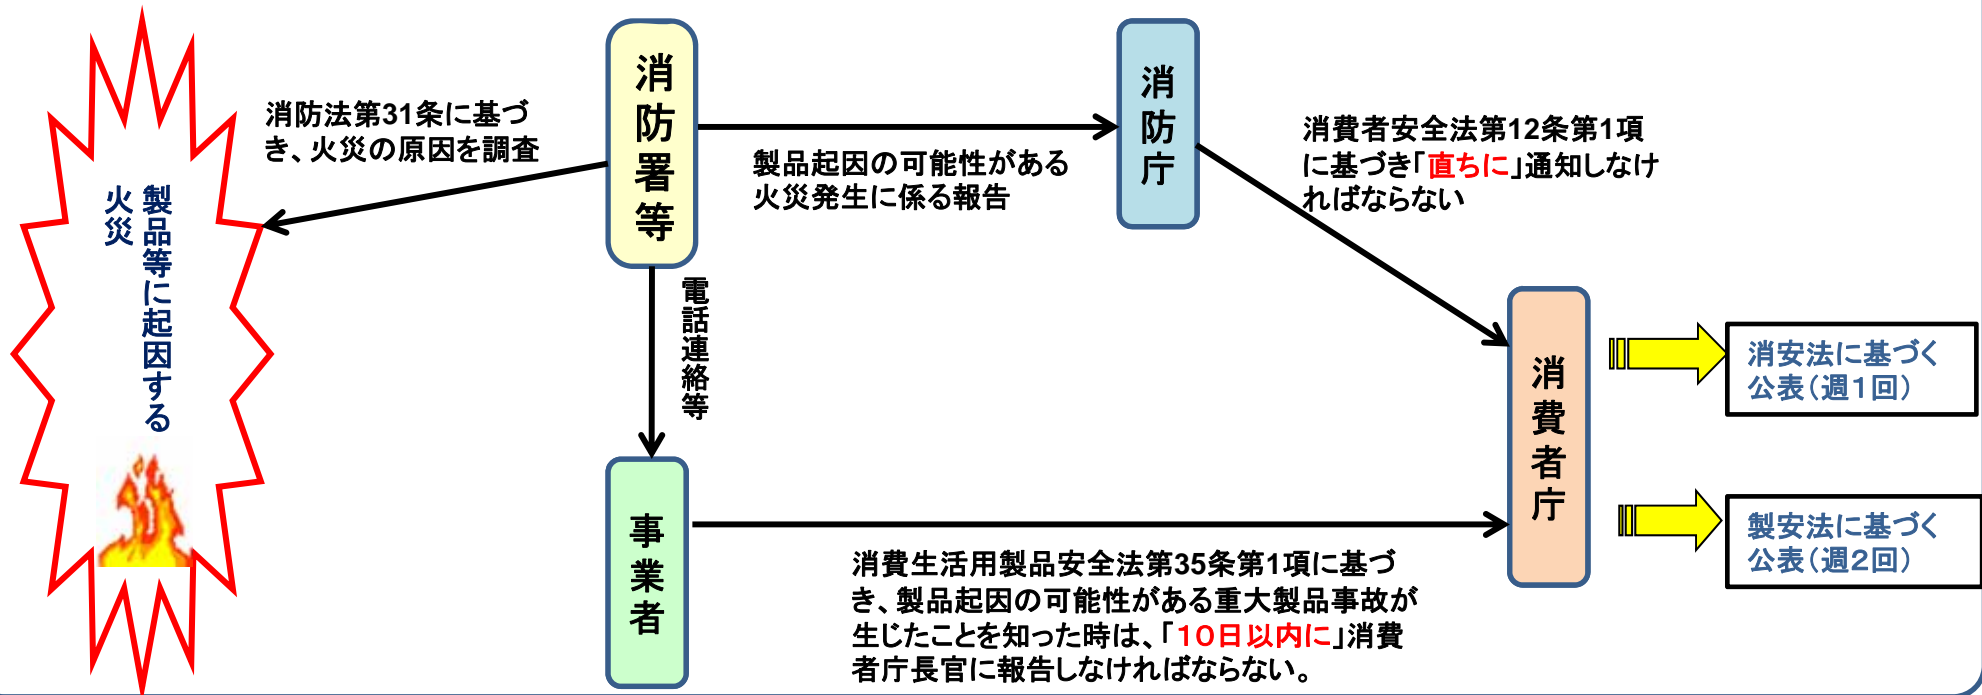 製品等に起因する
火災
消防法第31条に基づ
き、火災の原因を調査
消防署等
製品起因の可能性がある
火災発生に係る報告
消防庁
消費者安全法第12条第1項
に基づき「直ちに」通知しなけ
ればならない
電話連絡等
事業者
消費生活用製品安全法第35条第1項に基づ
き、製品起因の可能性がある重大製品事故が
生じたことを知った時は、「10日以内に」消費
者庁長官に報告しなければならない。
消費者庁
消安法に基づく
公表（週１回）
製安法に基づく
公表（週２回）